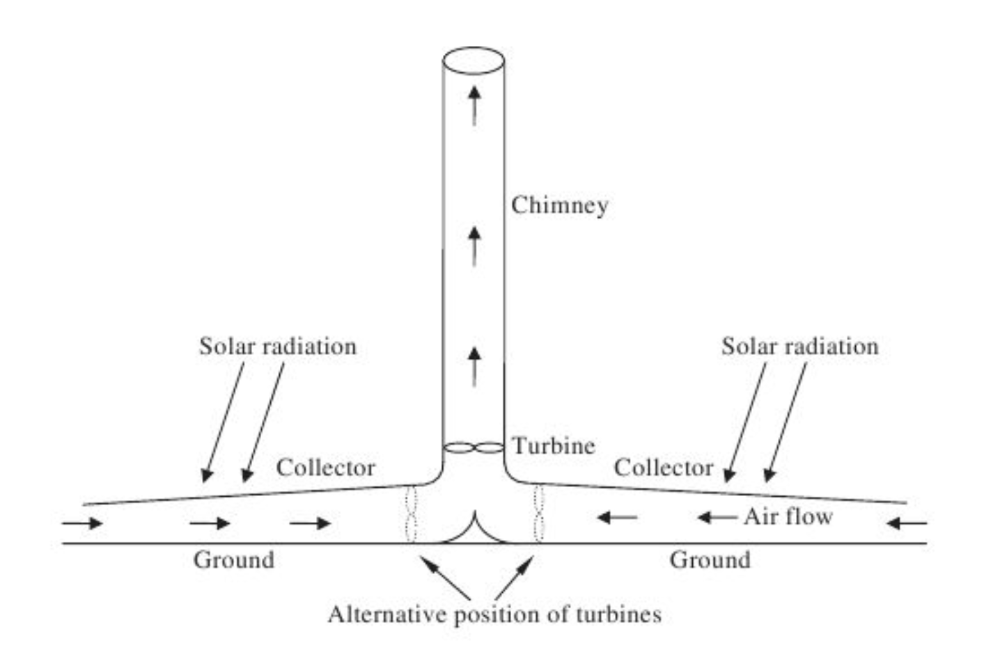 Chimney
Solar radiation
Solar radiation
Turbine
Collector
Collector
Air flow
Ground
Ground
Alternative position of turbines